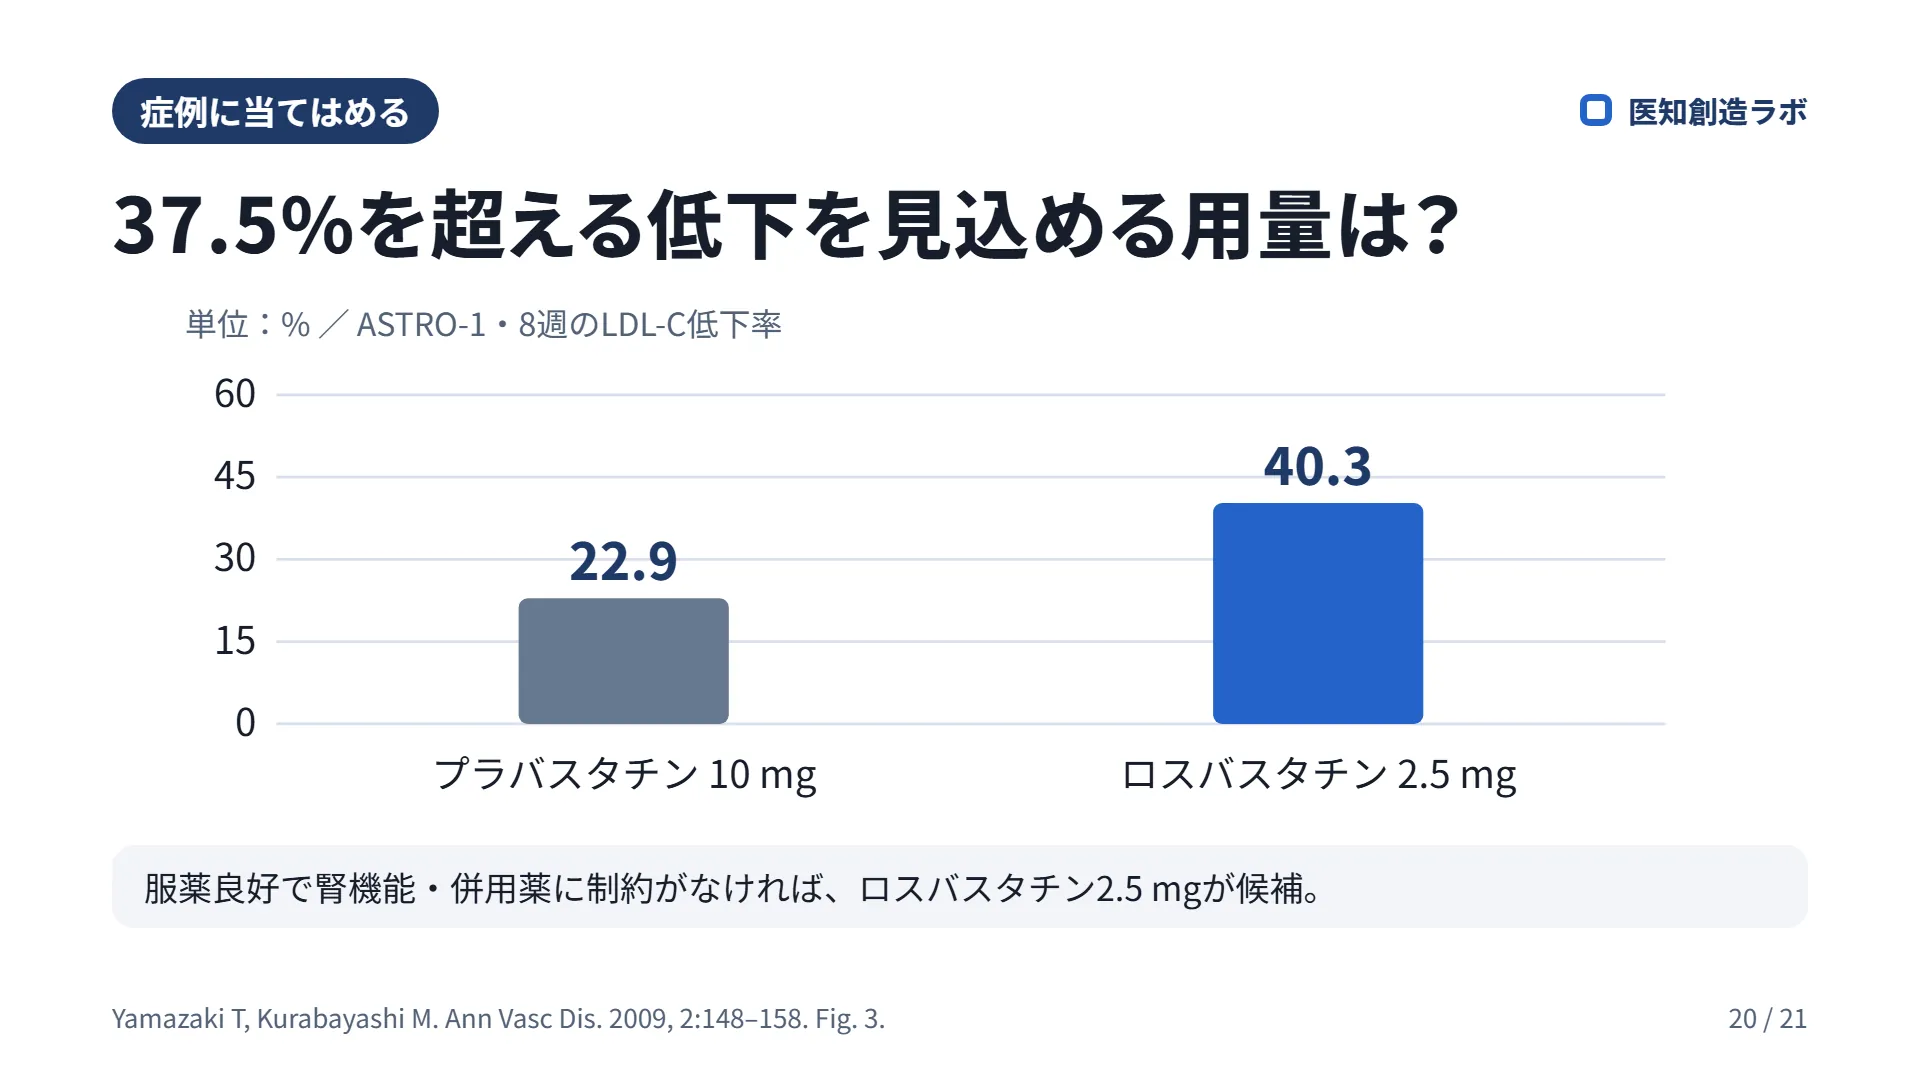 症例に当てはめる
医知創造ラボ
37.5%を超える低下を見込める用量は?
単位：% ／ ASTRO-1・8週のLDL-C低下率
60
45
30
15
0
22.9
40.3
プラバスタチン 10 mg
ロスバスタチン 2.5 mg
服薬良好で腎機能・併用薬に制約がなければ、ロスバスタチン2.5 mgが候補。
Yamazaki T, Kurabayashi M. Ann Vasc Dis. 2009, 2:148–158. Fig. 3.
20 / 21